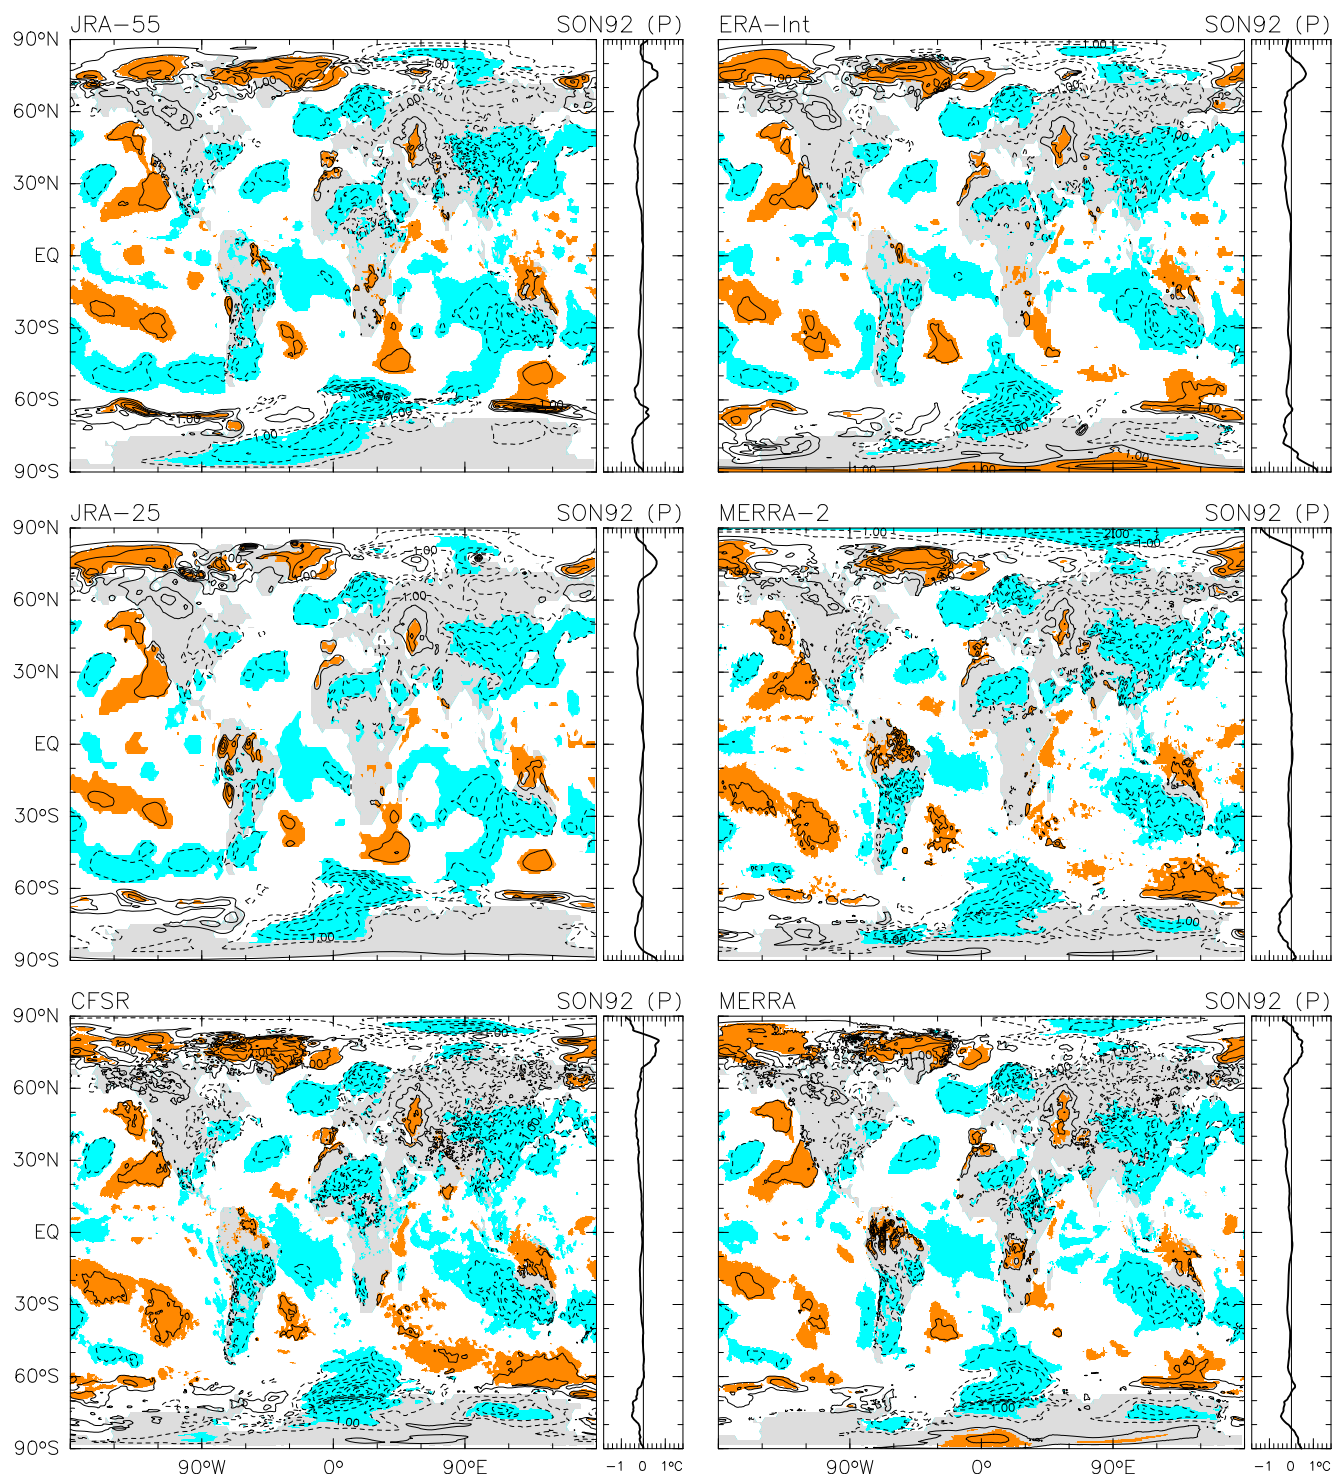 JRA-55 SON92 (P) ERA-Int SON92 (P)
90°N
60°N
30°N
EQ
30°S
60°S
90°S
JRA-25 SON92 (P) MERRA-2 SON92 (P)
90°N
60°N
30°N
EQ
30°S
60°S
90°S
CFSR SON92 (P) MERRA SON92 (P)
90°N
60°N
30°N
EQ
30°S
60°S
90°S
90°W 0° 90°E -1 0 1°C 90°W 0° 90°E -1 0 1°C